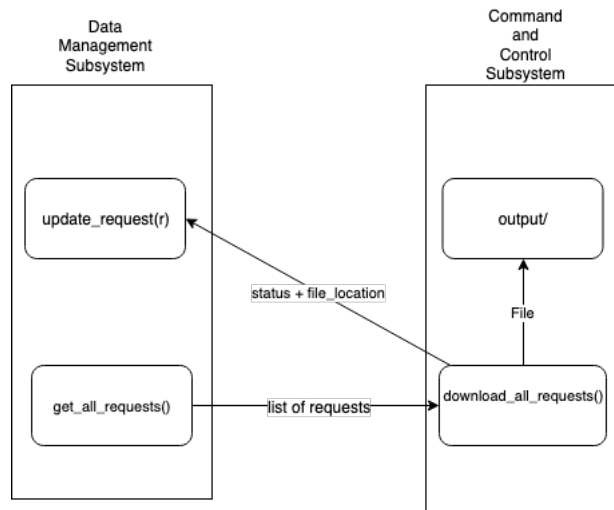 Data
Management
Subsystem
Command
and
Control
Subsystem
update_request(r)
output/
status + file_location
File
get_all_requests()
list of requests
download_all_requests()